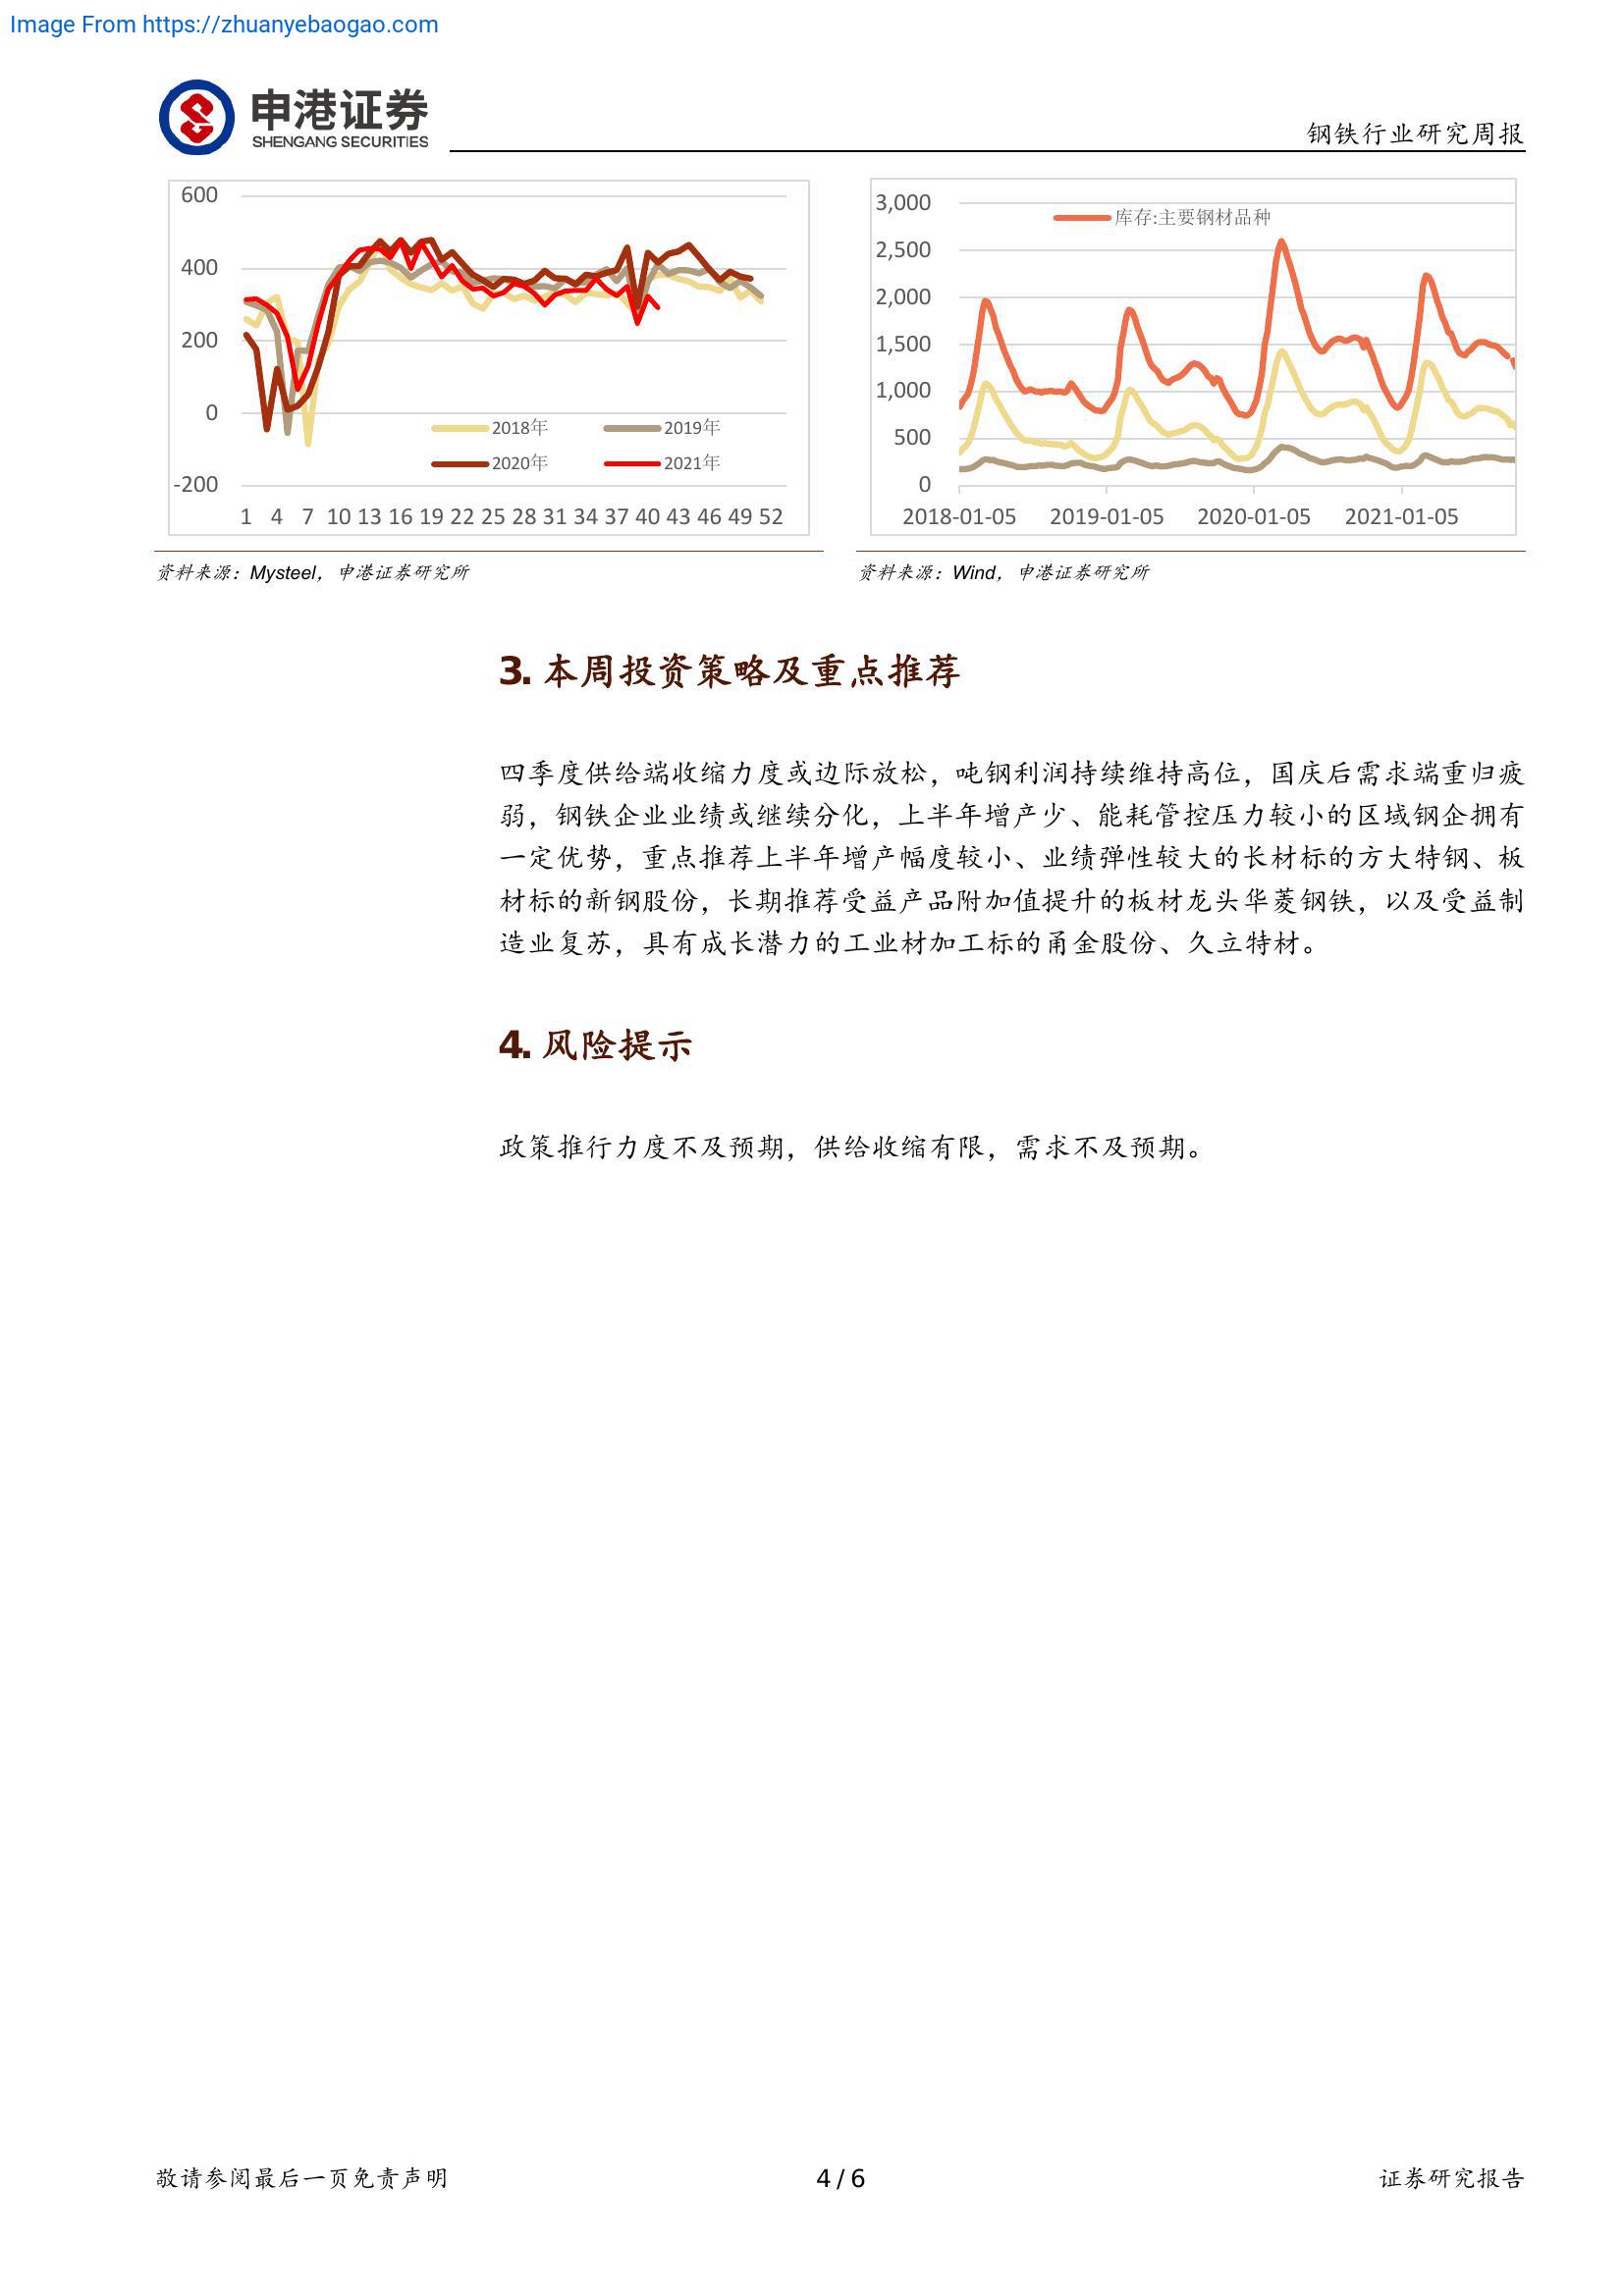 Image From https://zhuanyebaogao.com
申港证券
SHENGANG SECURITIES
钢铁行业研究周报
600
400
200
0
-200
2018年 2019年
2020年 2021年
1 4 7 10 13 16 19 22 25 28 31 34 37 40 43 46 49 52
3,000
2,500
2,000
1,500
1,000
500
0
库存:主要钢材品种
2018-01-05 2019-01-05 2020-01-05 2021-01-05
资料来源：Mysteel，申港证券研究所
资料来源：Wind，申港证券研究所
3. 本周投资策略及重点推荐
四季度供给端收缩力度或边际放松，吨钢利润持续维持高位，国庆后需求端重归疲
弱，钢铁企业业绩或继续分化，上半年增产少、能耗管控压力较小的区域钢企拥有
一定优势，重点推荐上半年增产幅度较小、业绩弹性较大的长材标的方大特钢、板
材标的新钢股份，长期推荐受益产品附加值提升的板材龙头华菱钢铁，以及受益制
造业复苏，具有成长潜力的工业材加工标的甬金股份、久立特材。
4. 风险提示
政策推行力度不及预期，供给收缩有限，需求不及预期。
敬请参阅最后一页免责声明
4 / 6
证券研究报告